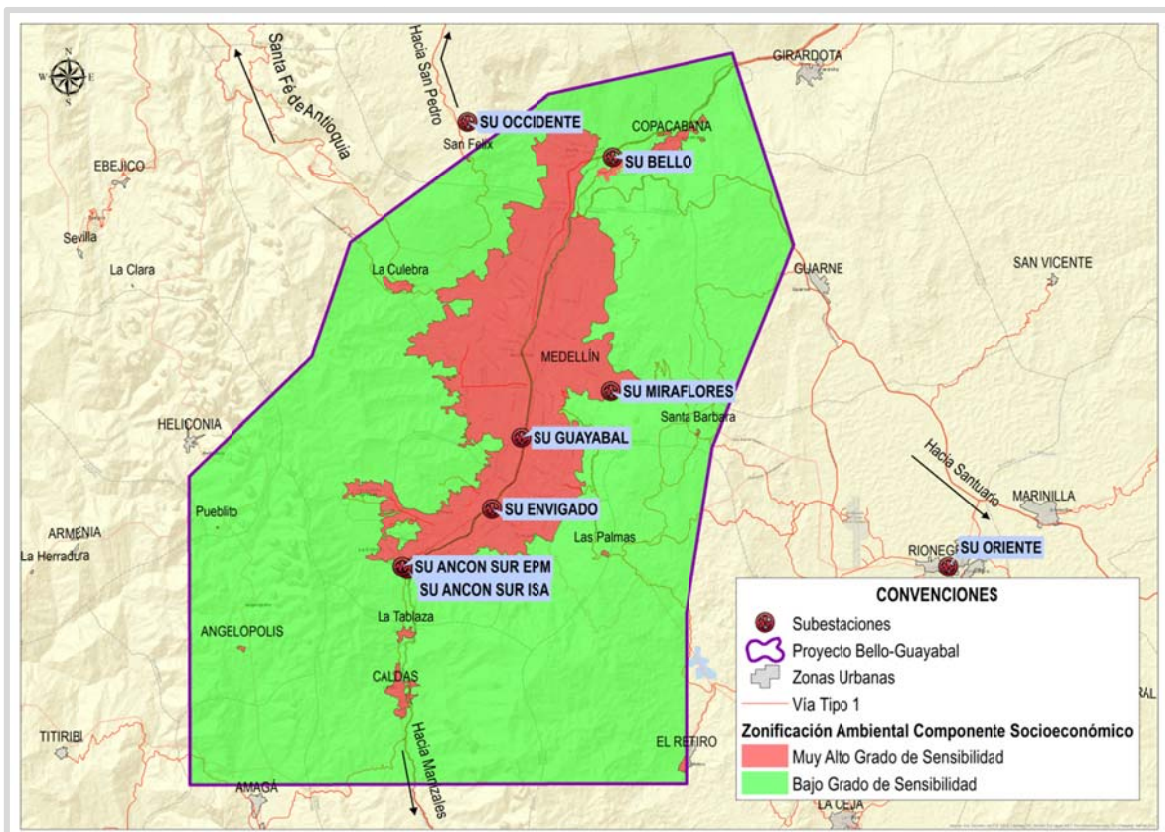 N
W
E
S
Santa Fé de Antioquia
Hacia San Pedro
GIRARDOTA
SU OCCIDENTE
San Felix
COPACABANA
SU BELLO
EBEJICO
Sevilla
La Clara
La Culebra
GUARNE
SAN VICENTE
MEDELLÍN
SU MIRAFLORES
Santa Barbara
HELICONIA
SU GUAYABAL
Hacia Santuario
MARINILLA
Pueblito
SU ENVIGADO
ARMENIA
La Herradura
Las Palmas
RIONEGRO
SU ORIENTE
SU ANCON SUR EPM
SU ANCON SUR ISA
La Tablaza
ANGELOPOLIS
CALDAS
Hacia Manizales
TITIRIBI
EL RETIRO
AMAGÁ
LA CEJA
CONVENCIONES
Subestaciones
Proyecto Bello-Guayabal
Zonas Urbanas
Vía Tipo 1
Zonificación Ambiental Componente Socioeconómico
Muy Alto Grado de Sensibilidad
Bajo Grado de Sensibilidad